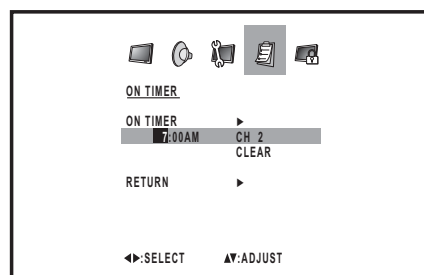 ON TIMER
ON TIMER ▶
7:00AM CH 2
CLEAR
RETURN ▶
◀▶:SELECT ▲▼:ADJUST